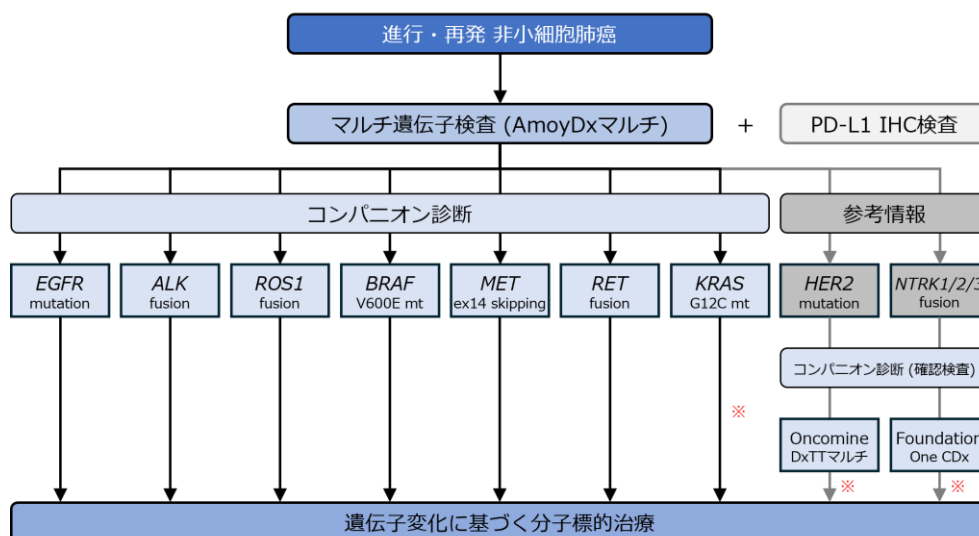 進行・再発 非小細胞肺癌
マルチ遺伝子検査 (AmoyDxマルチ)
+
PD-L1 IHC検査
コンパニオン診断
参考情報
EGFR
mutation
ALK
fusion
ROS1
fusion
BRAF
V600E mt
MET
ex14 skipping
RET
fusion
KRAS
G12C mt
HER2
mutation
NTRK1/2/3
fusion
コンパニオン診断 (確認検査)
※
Oncomine
DxTTマルチ
Foundation
One CDx
※
※
遺伝子変化に基づく分子標的治療